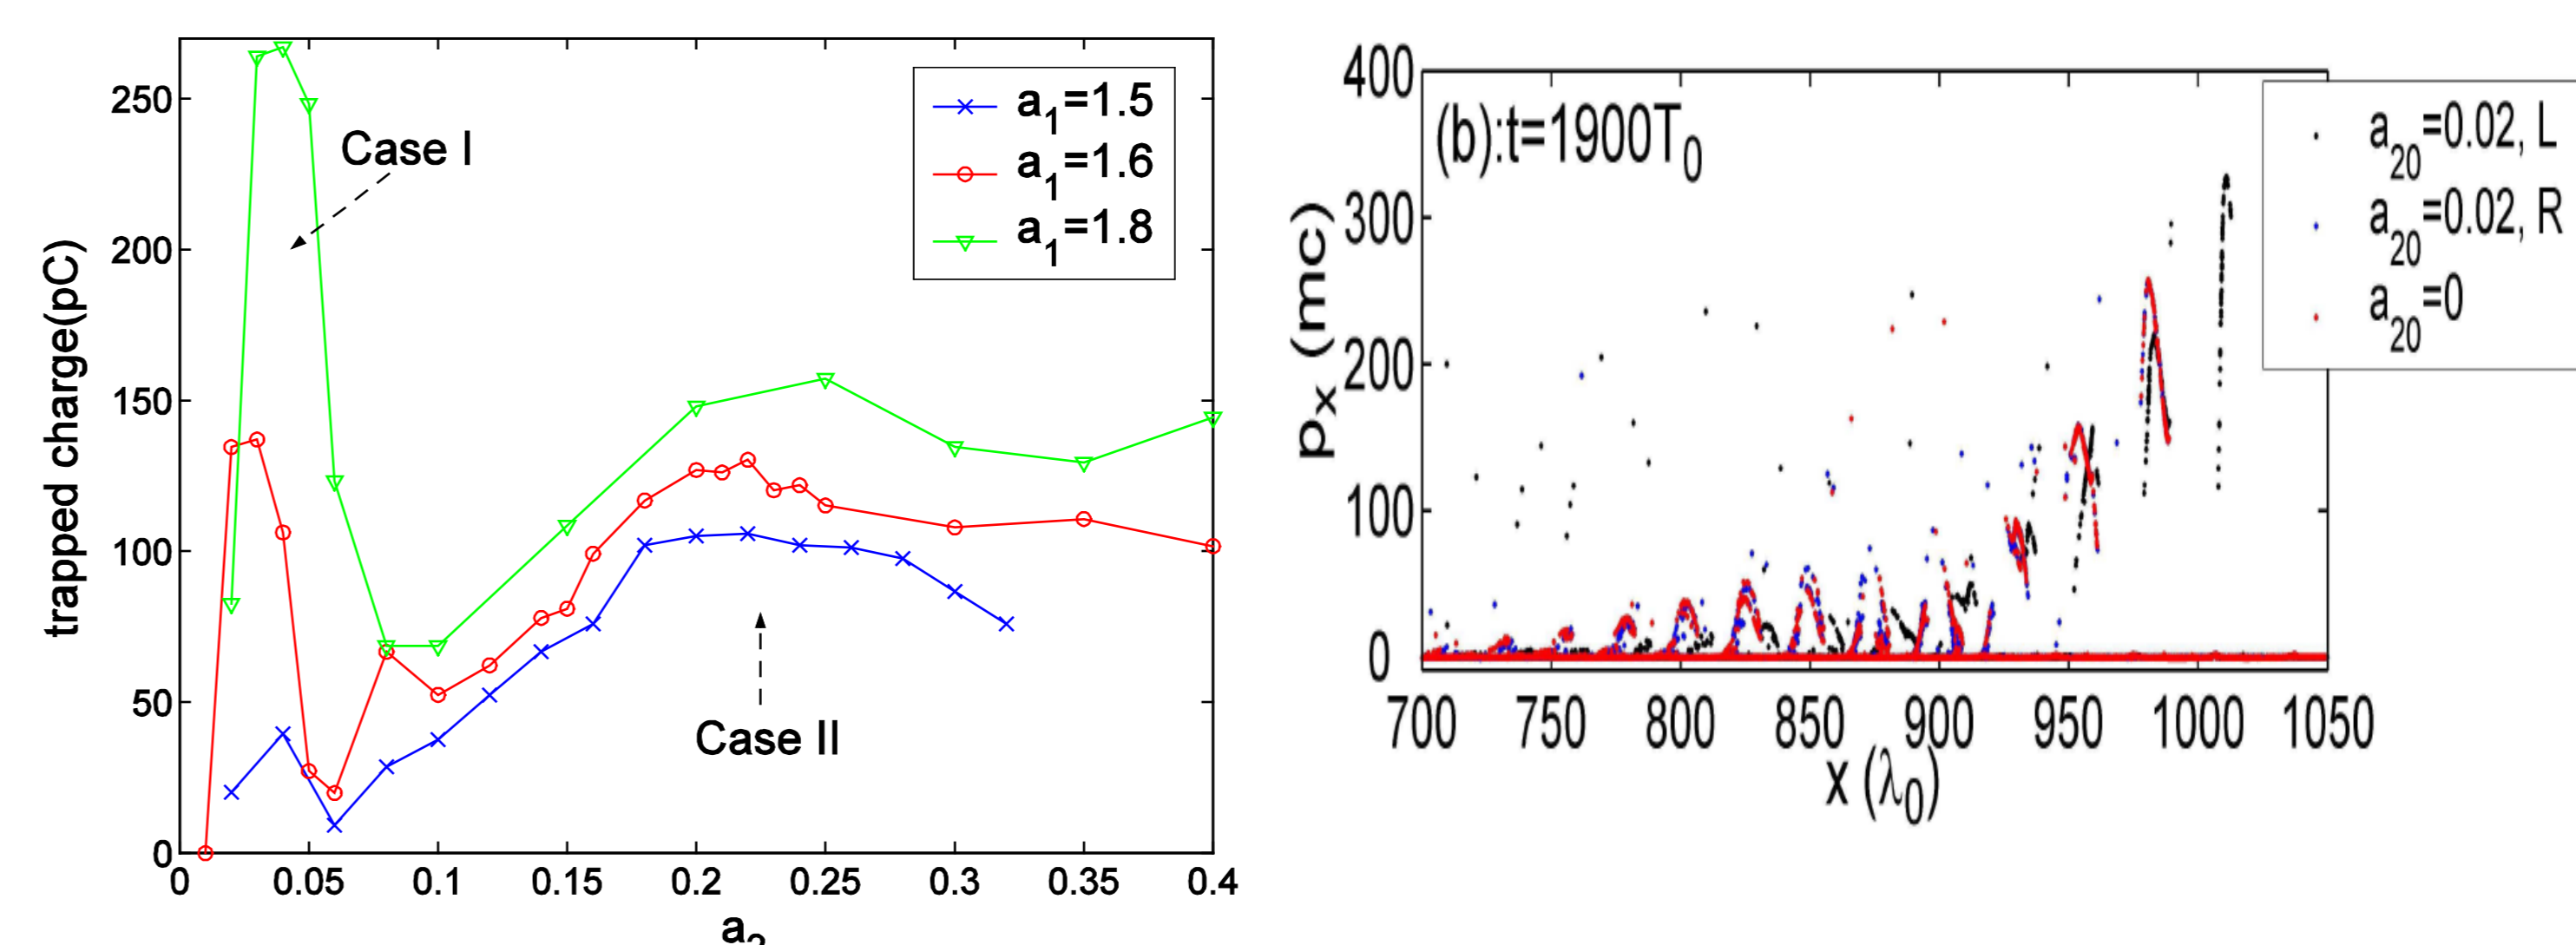 trapped charge(pC)
250
200
150
100
50
0
0 0.05 0.1 0.15 0.2 0.25 0.3 0.35 0.4
Case I
Case II
a1=1.5
a1=1.6
a1=1.8
px (mc)
400
300
200
100
0
700 750 800 850 900 950 1000 1050
x (λ0)
(b):t=1900T0
a20=0.02, L
a20=0.02, R
a20=0